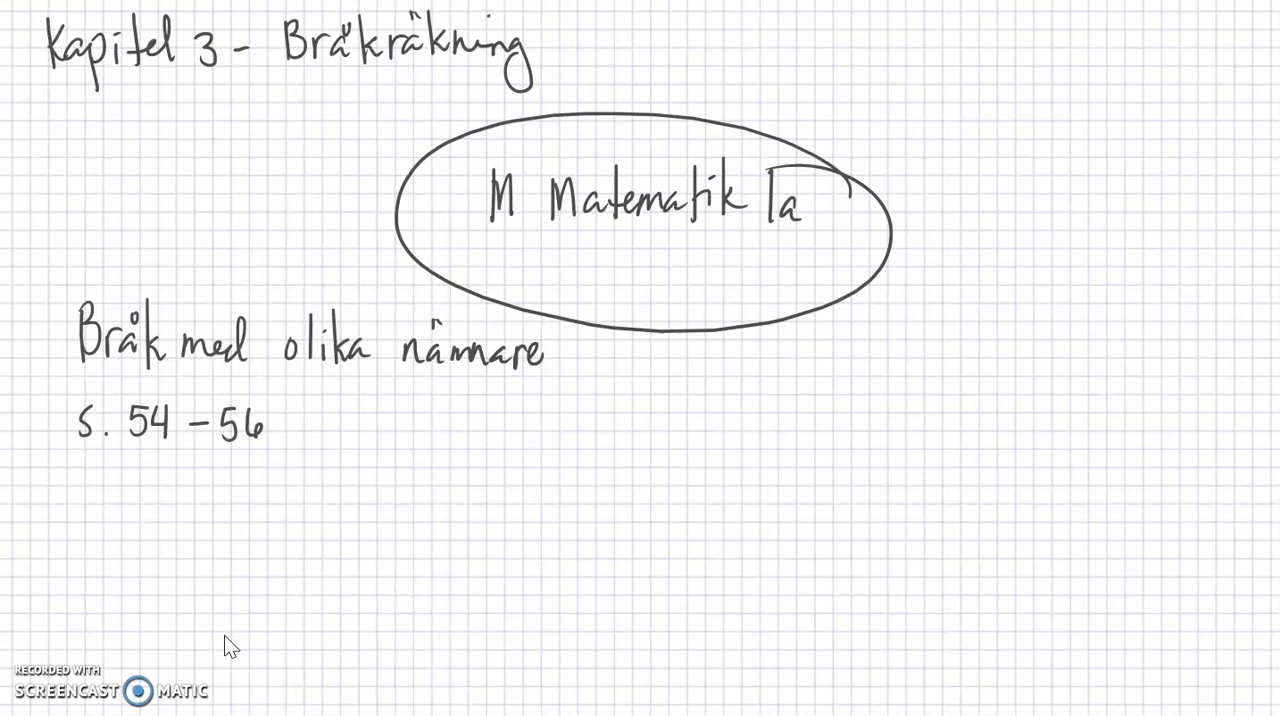 Kapitel 3 - Bråkräkning
M Matematik 1a
Bråk med olika nämnare
s. 54 - 56
RECORDED WITH
SCREENCAST MATIC